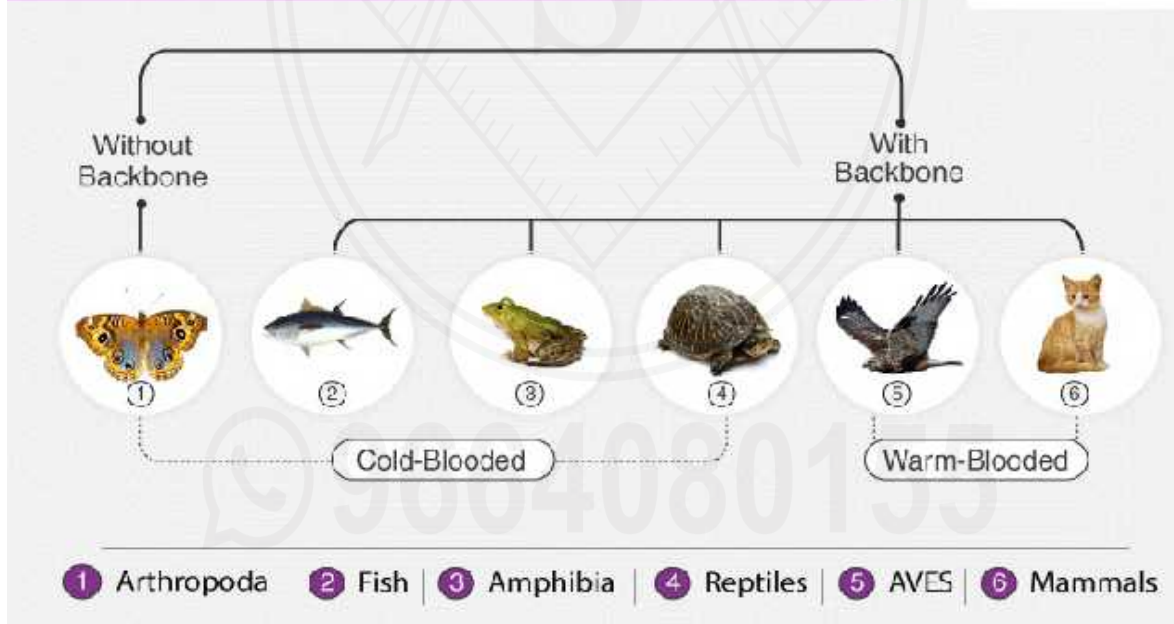 Without
Backbone
With
Backbone
1
2
3
4
5
6
Cold-Blooded
Warm-Blooded
9664080155
1 Arthropoda 2 Fish | 3 Amphibia | 4 Reptiles | 5 AVES | 6 Mammals